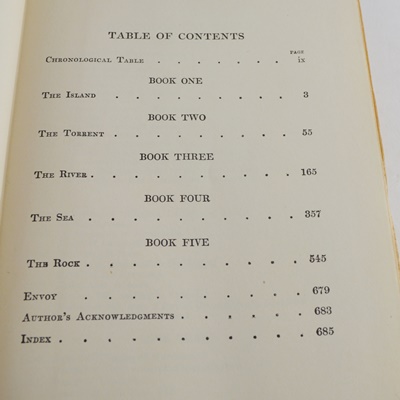 TABLE OF CONTENTS
PAGE
Chronological Table . . . . . . . ix
BOOK ONE
The Island . . . . . . . . . 3
BOOK TWO
The Torrent . . . . . . . . . 55
BOOK THREE
The River . . . . . . . . . . 165
BOOK FOUR
The Sea . . . . . . . . . . 357
BOOK FIVE
The Rock . . . . . . . . . . 545
Envoy . . . . . . . . . . 679
Author's Acknowledgments . . . . . . 683
Index . . . . . . . . . . . 685